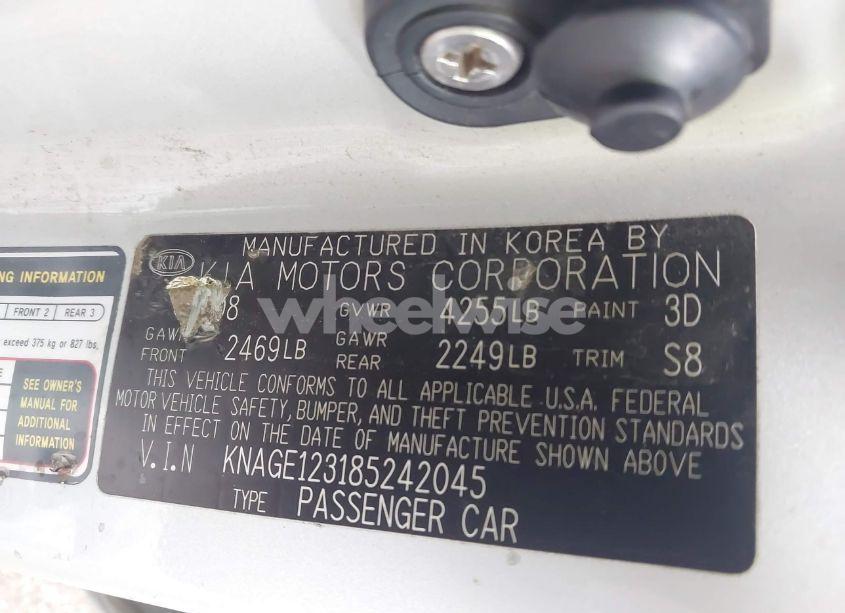 MANUFACTURED IN KOREA BY
KIA KIA MOTORS CORPORATION
08 GVWR 4255LB PAINT 3D
GAWR FRONT 2469LB GAWR REAR 2249LB TRIM S8
THIS VEHICLE CONFORMS TO ALL APPLICABLE U.S.A. FEDERAL
MOTOR VEHICLE SAFETY, BUMPER, AND THEFT PREVENTION STANDARDS
IN EFFECT ON THE DATE OF MANUFACTURE SHOWN ABOVE
V.I.N KNAGE123185242045
TYPE PASSENGER CAR
wheelwise
NG INFORMATION
FRONT 2 REAR 3
exceed 375 kg or 827 lbs.
SEE OWNER'S
MANUAL FOR
ADDITIONAL
INFORMATION